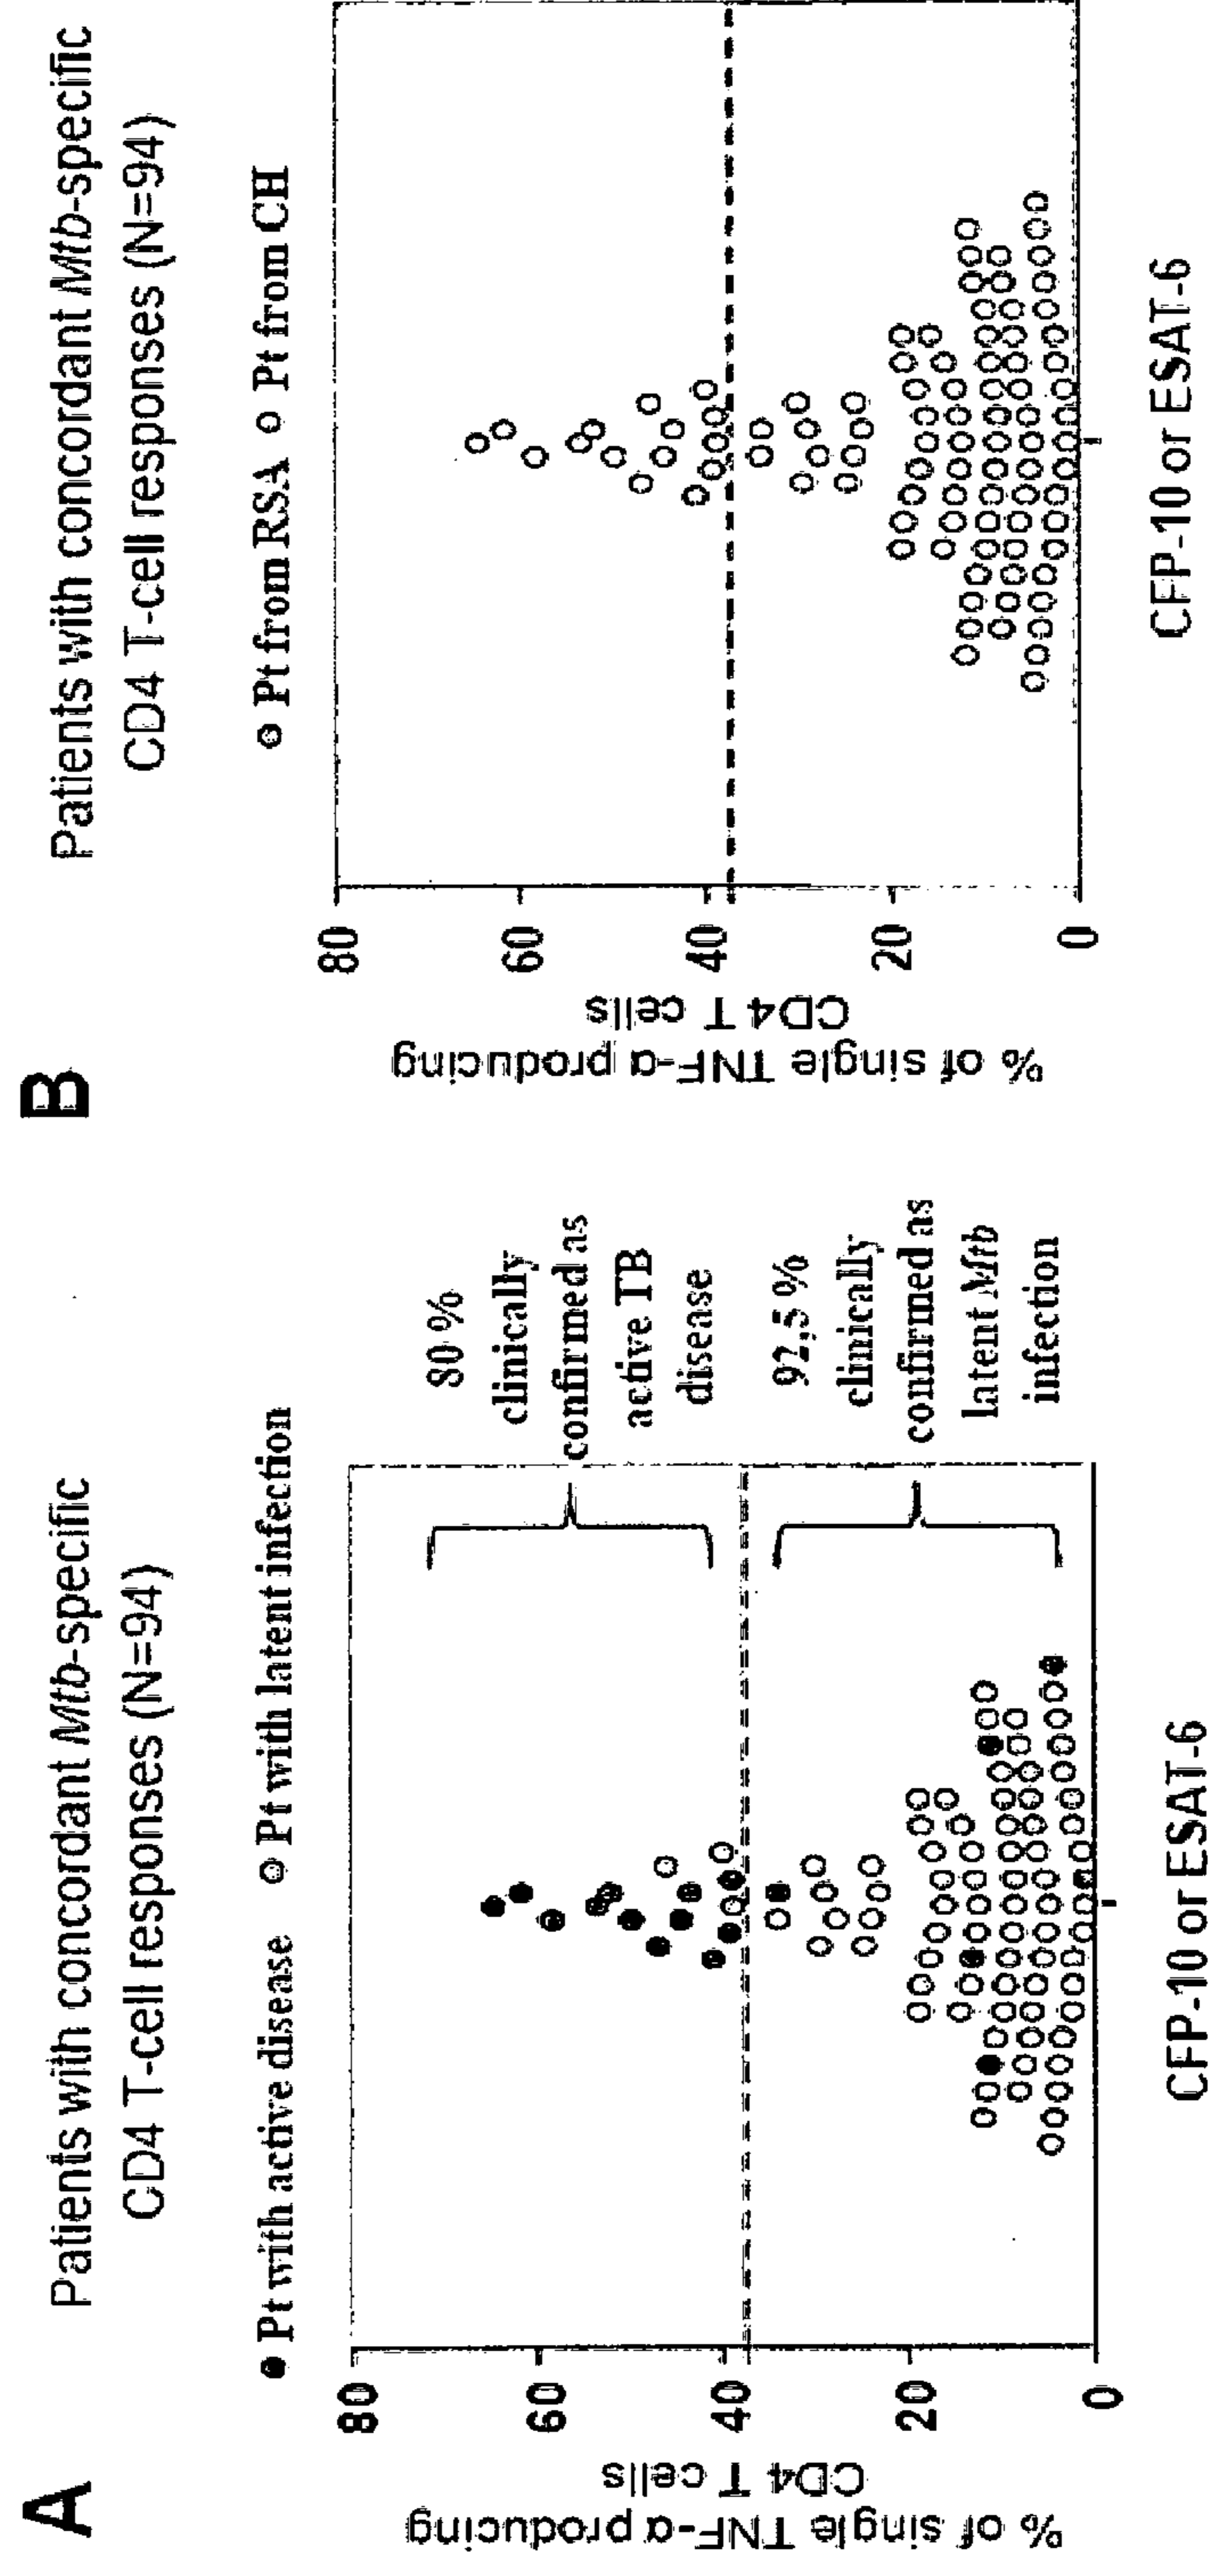 A
Patients with concordant Mtb-specific
CD4 T-cell responses (N=94)
Pt with active disease
Pt with latent infection
80
60
40
20
0
% of single TNF-α producing
CD4 T cells
80 %
clinically
confirmed as
active TB
disease
92,5 %
clinically
confirmed as
latent Mtb
infection
CFP-10 or ESAT-6
B
Patients with concordant Mtb-specific
CD4 T-cell responses (N=94)
Pt from RSA
Pt from CH
80
60
40
20
0
% of single TNF-α producing
CD4 T cells
CFP-10 or ESAT-6